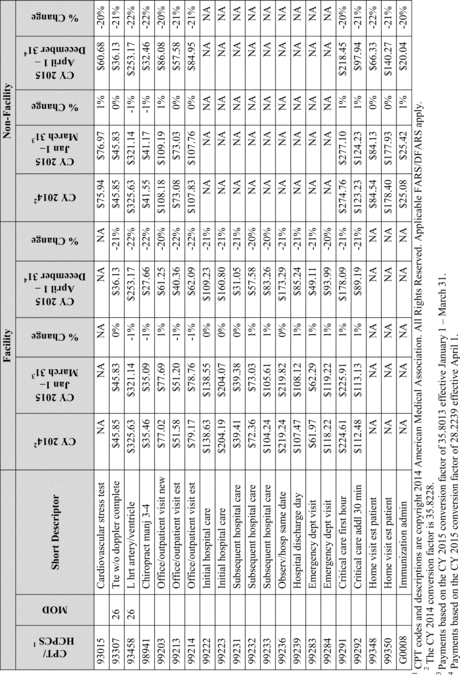 Facility Non-Facility
CPT/ HCPCS ¹ MOD Short Descriptor CY 2014² CY 2015 Jan 1 – March 31³ % Change CY 2015 April 1 – December 31⁴ % Change CY 2014² CY 2015 Jan 1 – March 31³ % Change CY 2015 April 1 – December 31⁴ % Change
93015 Cardiovascular stress test NA NA NA NA NA $75.94 $76.97 1% $60.68 -20%
93307 26 Tte w/o doppler complete $45.85 $45.83 0% $36.13 -21% $45.85 $45.83 0% $36.13 -21%
93458 26 L hrt artery/ventricle $325.63 $321.14 -1% $253.17 -22% $325.63 $321.14 -1% $253.17 -22%
98941 Chiropract manj 3-4 $35.46 $35.09 -1% $27.66 -22% $41.55 $41.17 -1% $32.46 -22%
99203 Office/outpatient visit new $77.02 $77.69 1% $61.25 -20% $108.18 $109.19 1% $86.08 -20%
99213 Office/outpatient visit est $51.58 $51.20 -1% $40.36 -22% $73.08 $73.03 0% $57.58 -21%
99214 Office/outpatient visit est $79.17 $78.76 -1% $62.09 -22% $107.83 $107.76 0% $84.95 -21%
99222 Initial hospital care $138.63 $138.55 0% $109.23 -21% NA NA NA NA NA
99223 Initial hospital care $204.19 $204.07 0% $160.80 -21% NA NA NA NA NA
99231 Subsequent hospital care $39.41 $39.38 0% $31.05 -21% NA NA NA NA NA
99232 Subsequent hospital care $72.36 $73.03 1% $57.58 -20% NA NA NA NA NA
99233 Subsequent hospital care $104.24 $105.61 1% $83.26 -20% NA NA NA NA NA
99236 Observ/hosp same date $219.24 $219.82 0% $173.29 -21% NA NA NA NA NA
99239 Hospital discharge day $107.47 $108.12 1% $85.24 -21% NA NA NA NA NA
99283 Emergency dept visit $61.97 $62.29 1% $49.11 -21% NA NA NA NA NA
99284 Emergency dept visit $118.22 $119.22 1% $93.99 -20% NA NA NA NA NA
99291 Critical care first hour $224.61 $225.91 1% $178.09 -21% $274.76 $277.10 1% $218.45 -20%
99292 Critical care addl 30 min $112.48 $113.13 1% $89.19 -21% $123.23 $124.23 1% $97.94 -21%
99348 Home visit est patient NA NA NA NA NA $84.54 $84.13 0% $66.33 -22%
99350 Home visit est patient NA NA NA NA NA $178.40 $177.93 0% $140.27 -21%
G0008 Immunization admin NA NA NA NA NA $25.08 $25.42 1% $20.04 -20%
¹ CPT codes and descriptions are copyright 2014 American Medical Association. All Rights Reserved. Applicable FARS/DFARS apply.
² The CY 2014 conversion factor is 35.8228.
³ Payments based on the CY 2015 conversion factor of 35.8013 effective January 1 – March 31.
⁴ Payments based on the CY 2015 conversion factor of 28.2239 effective April 1.